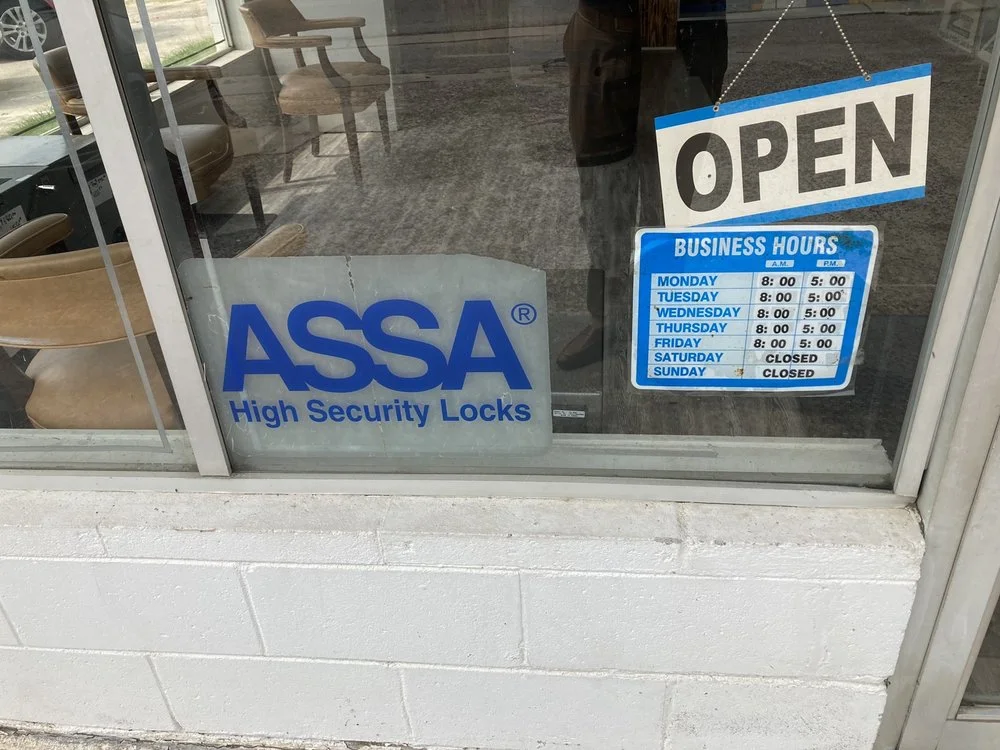 OPEN
BUSINESS HOURS
A.M. P.M.
MONDAY 8:00 5:00
TUESDAY 8:00 5:00
WEDNESDAY 8:00 5:00
THURSDAY 8:00 5:00
FRIDAY 8:00 5:00
SATURDAY CLOSED
SUNDAY CLOSED
ASSA®
High Security Locks